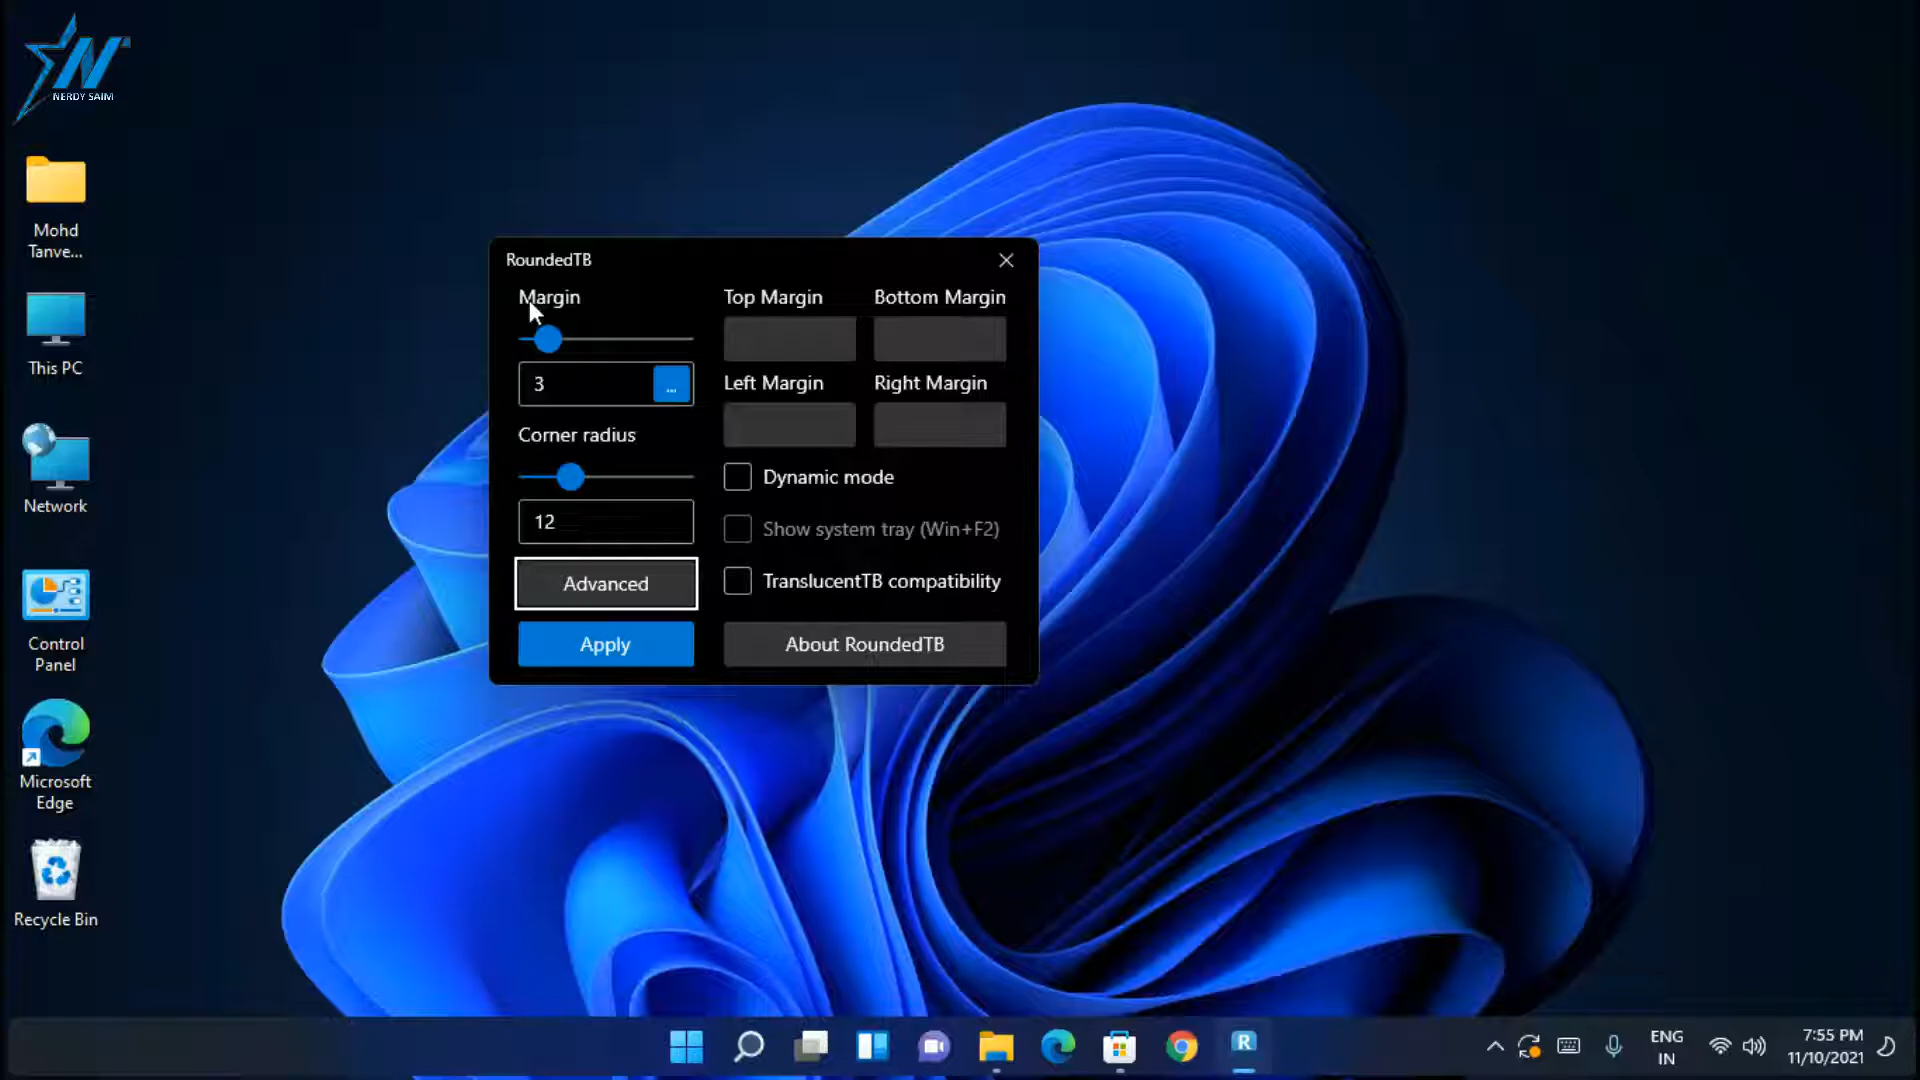 N
NERDY SAIM
Mohd
Tanve...
This PC
Network
Control
Panel
Microsoft
Edge
Recycle Bin
RoundedTB
Margin
3
...
Corner radius
12
Advanced
Apply
Top Margin
Bottom Margin
Left Margin
Right Margin
Dynamic mode
Show system tray (Win+F2)
TranslucentTB compatibility
About RoundedTB
R
ENG
IN
7:55 PM
11/10/2021